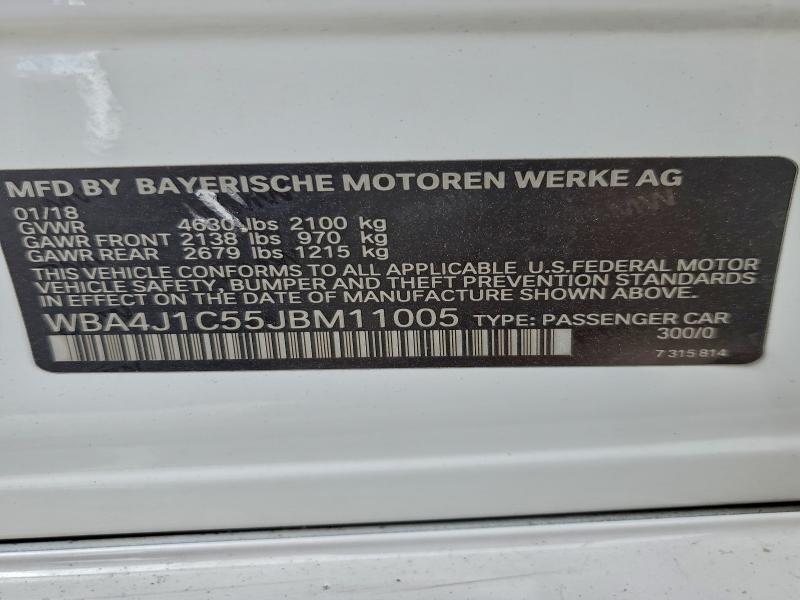 MFD BY BAYERISCHE MOTOREN WERKE AG
01/18
GVWR 4630 lbs 2100 kg
GAWR FRONT 2138 lbs 970 kg
GAWR REAR 2679 lbs 1215 kg
THIS VEHICLE CONFORMS TO ALL APPLICABLE U.S.FEDERAL MOTOR
VEHICLE SAFETY, BUMPER AND THEFT PREVENTION STANDARDS
IN EFFECT ON THE DATE OF MANUFACTURE SHOWN ABOVE.
WBA4J1C55JBM11005 TYPE: PASSENGER CAR
300/0
7 315 814